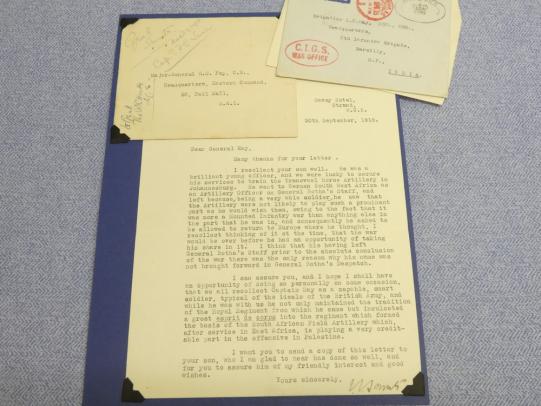 Major-General S.C. May, C.B.,
Headquarters, Eastern Command,
50, Pall Mall,
S.W.1.
Headquarters,
5th Infantry Brigade,
Bareilly,
U.P.,
INDIA
C.I.G.S.
WAR OFFICE
Savoy Hotel,
Strand,
W.C.2.
30th September, 1918.
Dear General May,
Many thanks for your letter.
I recollect your son well. He was a
brilliant young officer, and we were lucky to secure
his services to train the Transvaal Horse Artillery in
Johannesburg. He went to German South West Africa as
an Artillery Officer on General Botha's Staff, and
left because, being a very able soldier, he saw that
the Artillery were not likely to play such a prominent
part as he would wish them, owing to the fact that it
was more a Mounted Infantry war than anything else in
the part that he was in, and consequently he asked to
be allowed to return to Europe where he thought, I
recollect thinking of it at the time, that the war
would be over before he had an opportunity of taking
his share in it. I think that his having left
General Botha's Staff prior to the absolute conclusion
of the war there was the only reason why his name was
not brought forward in General Botha's Despatch.
I can assure you, and I hope I shall have
an opportunity of doing so personally on some occasion,
that we all recollect Captain May as a capable, smart
soldier, typical of the ideals of the British Army, and
while he was with us he not only maintained the tradition
of the Royal Regiment from which he came but inculcated
a great esprit de corps into the regiment which formed
the basis of the South African Field Artillery which,
after service in East Africa, is playing a very credit-
able part in the offensive in Palestine.
I want you to send a copy of this letter to
your son, who I am glad to hear has done so well, and
for you to assure him of my friendly interest and good
wishes.
Yours sincerely,